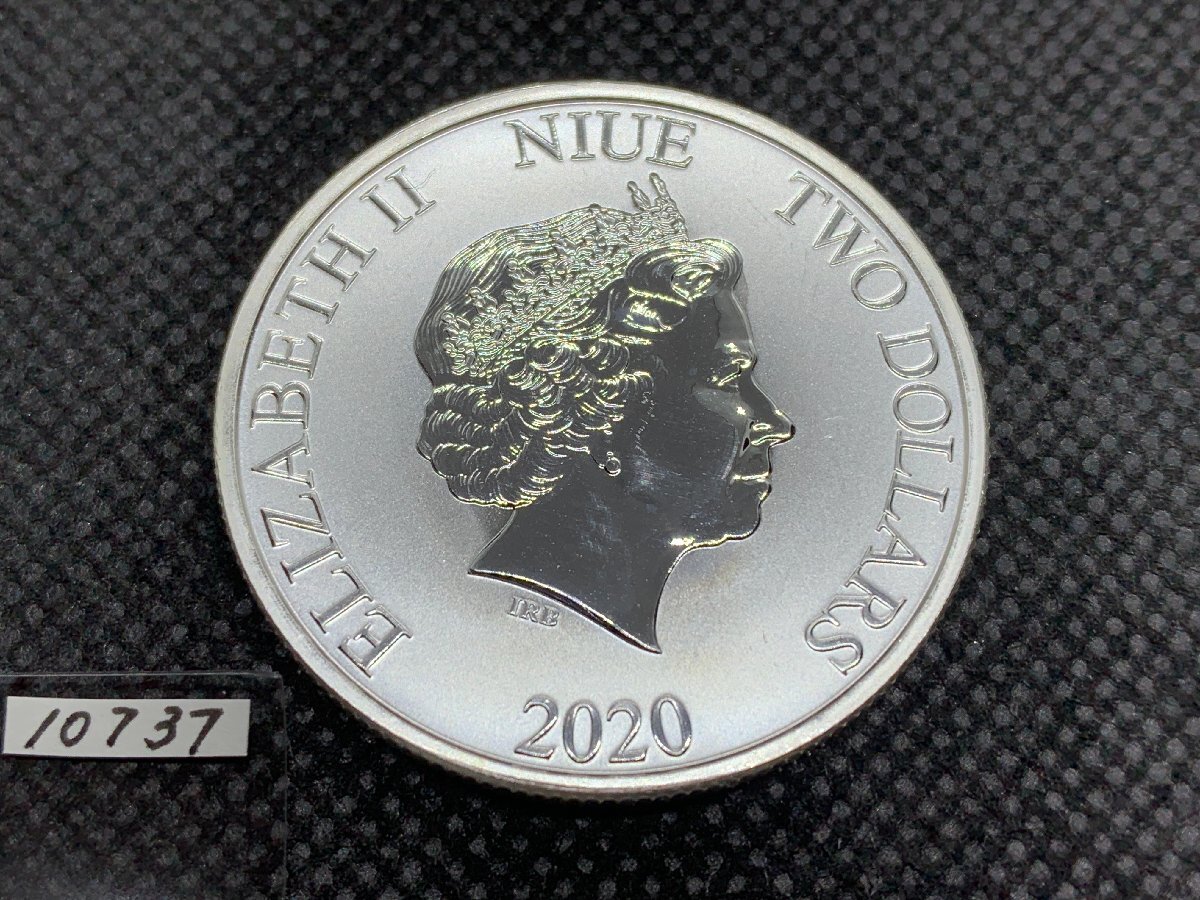 ELIZABETH II
NIUE
TWO DOLLARS
IRB
2020
10737